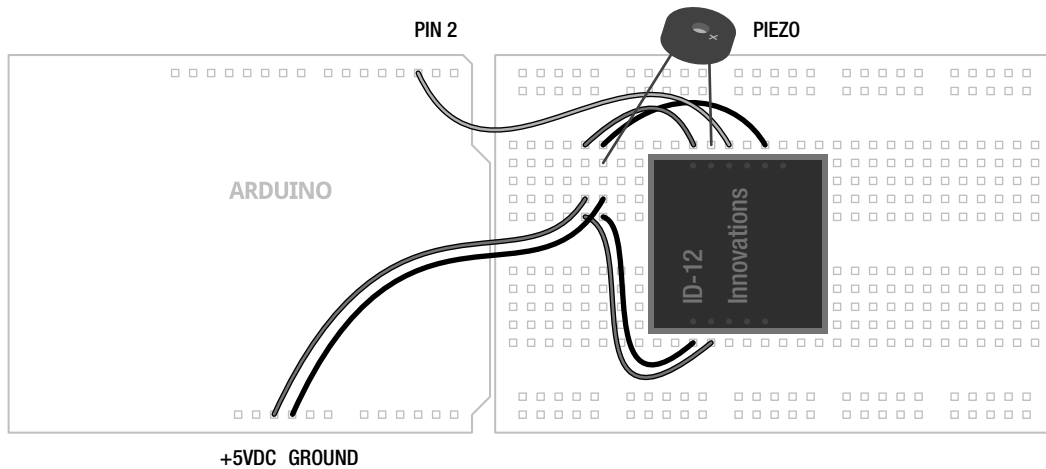 PIN 2
PIEZO
ARDUINO
ID-12
Innovations
+5VDC GROUND